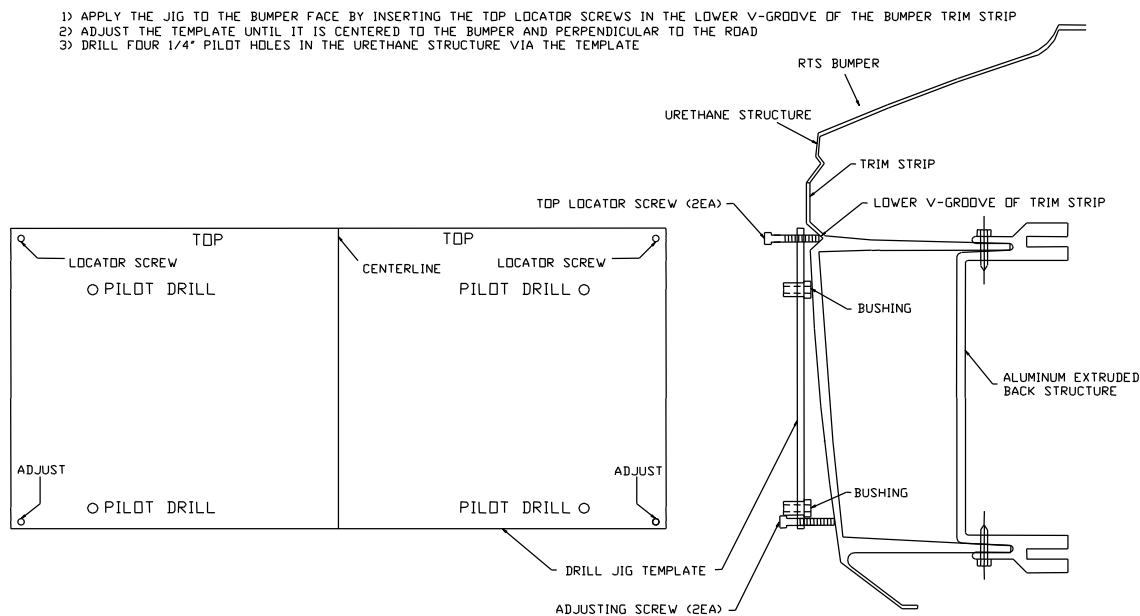 1) APPLY THE JIG TO THE BUMPER FACE BY INSERTING THE TOP LOCATOR SCREWS IN THE LOWER V-GROOVE OF THE BUMPER TRIM STRIP
2) ADJUST THE TEMPLATE UNTIL IT IS CENTERED TO THE BUMPER AND PERPENDICULAR TO THE ROAD
3) DRILL FOUR 1/4" PILOT HOLES IN THE URETHANE STRUCTURE VIA THE TEMPLATE
RTS BUMPER
URETHANE STRUCTURE
TRIM STRIP
TOP LOCATOR SCREW (2EA)
LOWER V-GROOVE OF TRIM STRIP
TOP
TOP
LOCATOR SCREW
CENTERLINE
LOCATOR SCREW
PILOT DRILL
PILOT DRILL
BUSHING
ALUMINUM EXTRUDED
BACK STRUCTURE
ADJUST
ADJUST
BUSHING
PILOT DRILL
PILOT DRILL
DRILL JIG TEMPLATE
ADJUSTING SCREW (2EA)